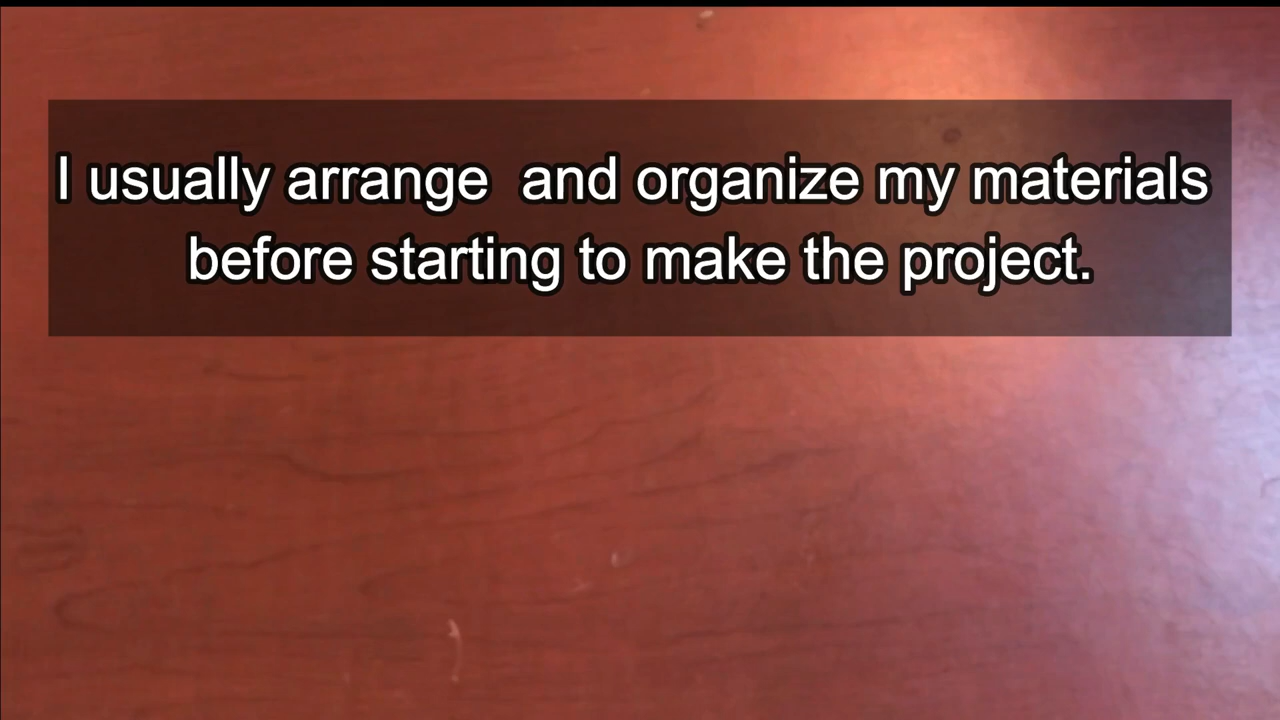 I usually arrange  and organize my materials
before starting to make the project.